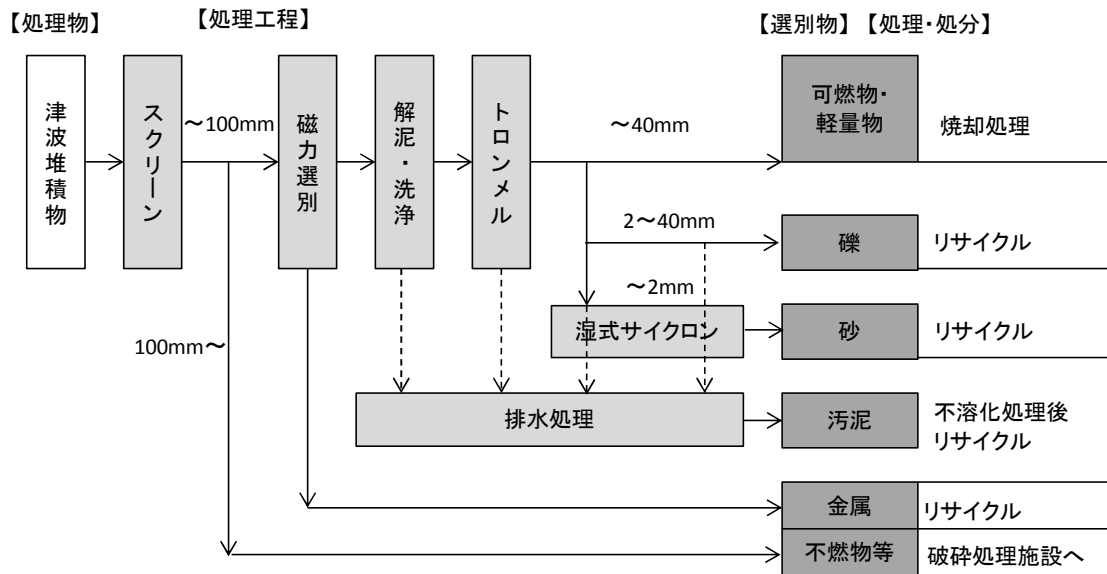 【処理物】
【処理工程】
【選別物】【処理・処分】
津波堆積物
スクリーン
～100mm
磁力選別
解泥・洗浄
トロンメル
～40mm
可燃物・
軽量物
焼却処理
2～40mm
礫
リサイクル
～2mm
湿式サイクロン
砂
リサイクル
100mm～
排水処理
汚泥
不溶化処理後
リサイクル
金属
リサイクル
不燃物等
破砕処理施設へ